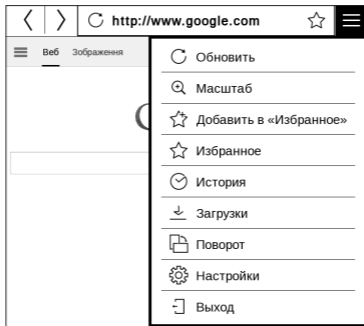 http://www.google.com
Веб Зображення
Обновить
Масштаб
Добавить в «Избранное»
Избранное
История
Загрузки
Поворот
Настройки
Выход